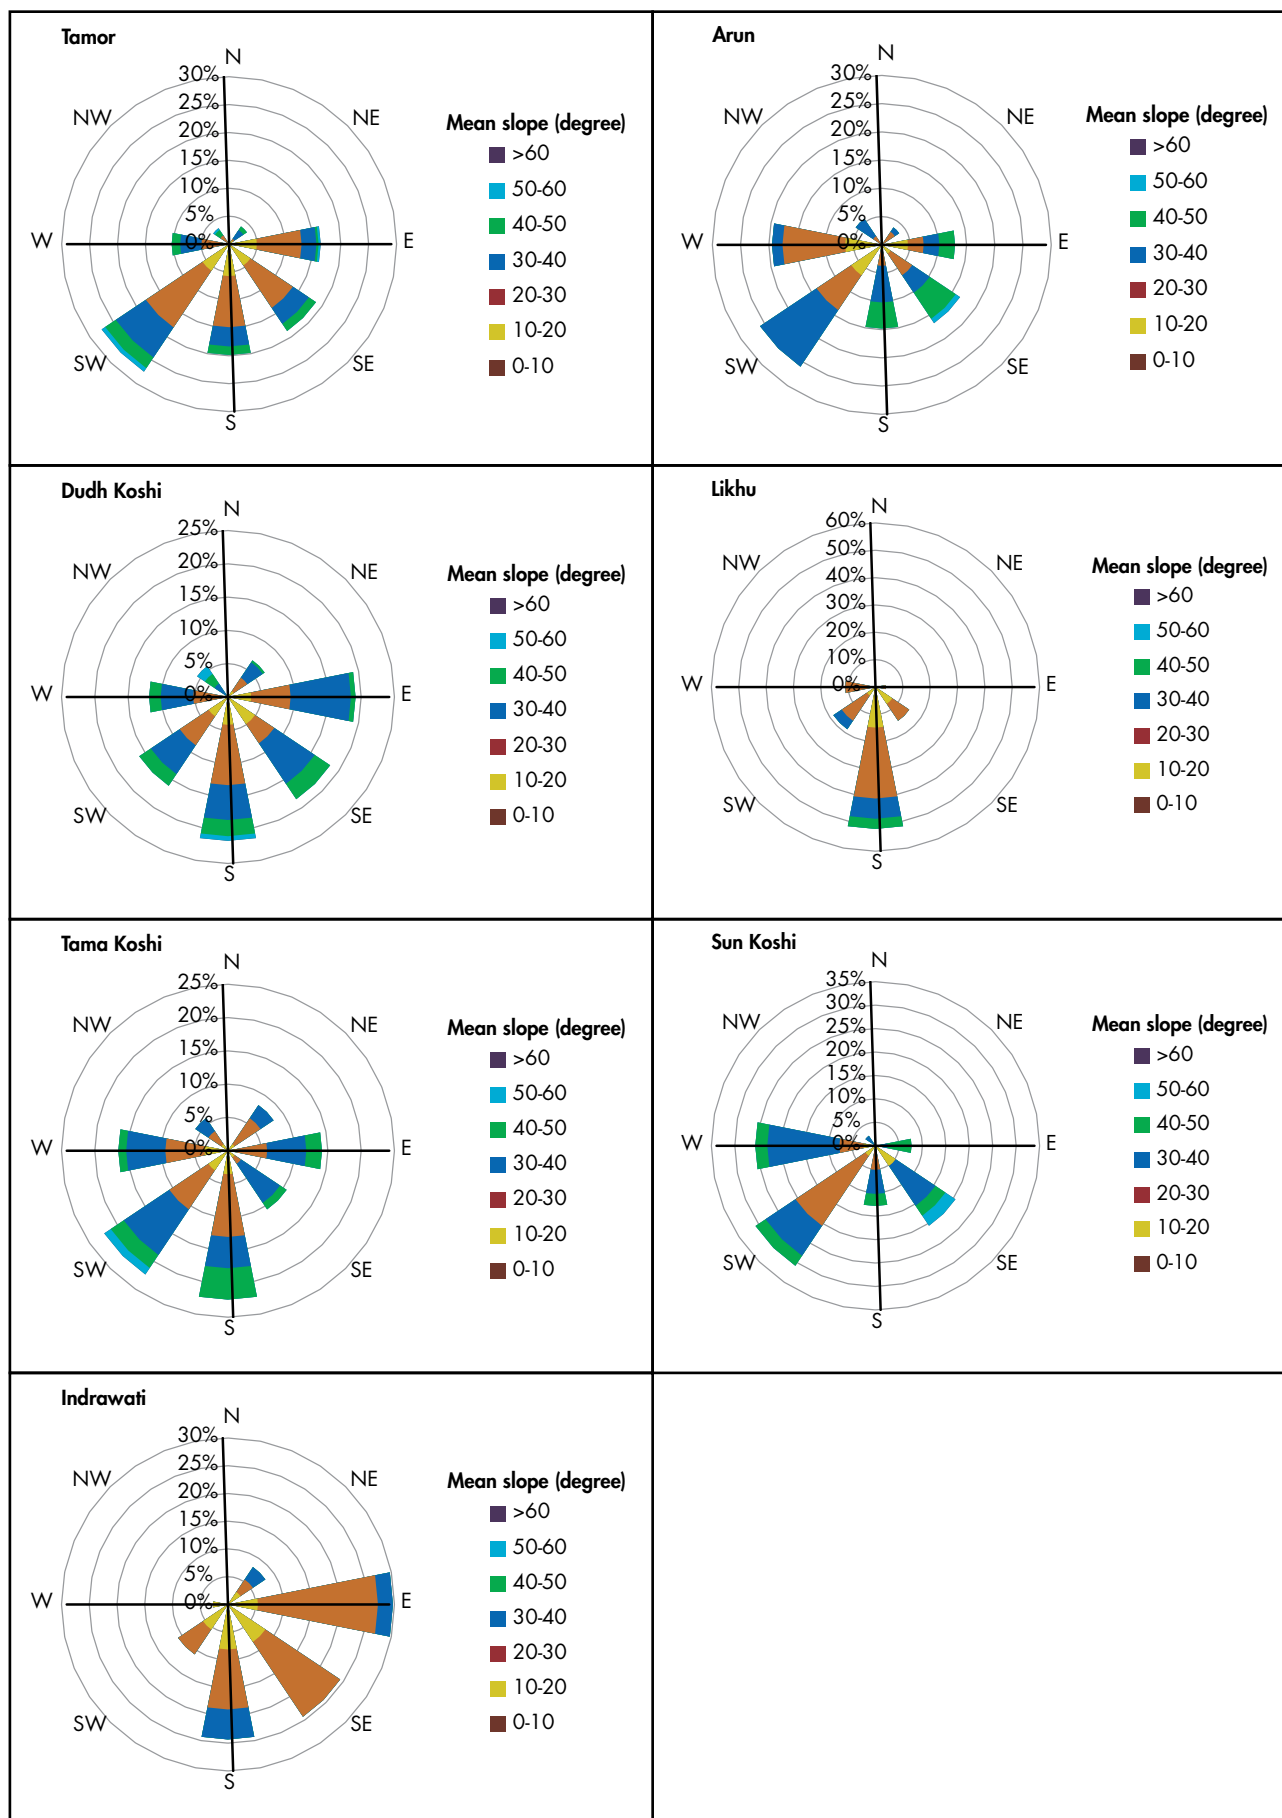 Tamor
N
30%
25%
20%
15%
10%
5%
0%
NW
NE
W
E
SW
SE
S
Mean slope (degree)
>60
50-60
40-50
30-40
20-30
10-20
0-10
Arun
N
30%
25%
20%
15%
10%
5%
0%
NW
NE
W
E
SW
SE
S
Mean slope (degree)
>60
50-60
40-50
30-40
20-30
10-20
0-10
Dudh Koshi
N
25%
20%
15%
10%
5%
0%
NW
NE
W
E
SW
SE
S
Mean slope (degree)
>60
50-60
40-50
30-40
20-30
10-20
0-10
Likhu
N
60%
50%
40%
30%
20%
10%
0%
NW
NE
W
E
SW
SE
S
Mean slope (degree)
>60
50-60
40-50
30-40
20-30
10-20
0-10
Tama Koshi
N
25%
20%
15%
10%
5%
0%
NW
NE
W
E
SW
SE
S
Mean slope (degree)
>60
50-60
40-50
30-40
20-30
10-20
0-10
Sun Koshi
N
35%
30%
25%
20%
15%
10%
5%
0%
NW
NE
W
E
SW
SE
S
Mean slope (degree)
>60
50-60
40-50
30-40
20-30
10-20
0-10
Indrawati
N
30%
25%
20%
15%
10%
5%
0%
NW
NE
W
E
SW
SE
S
Mean slope (degree)
>60
50-60
40-50
30-40
20-30
10-20
0-10